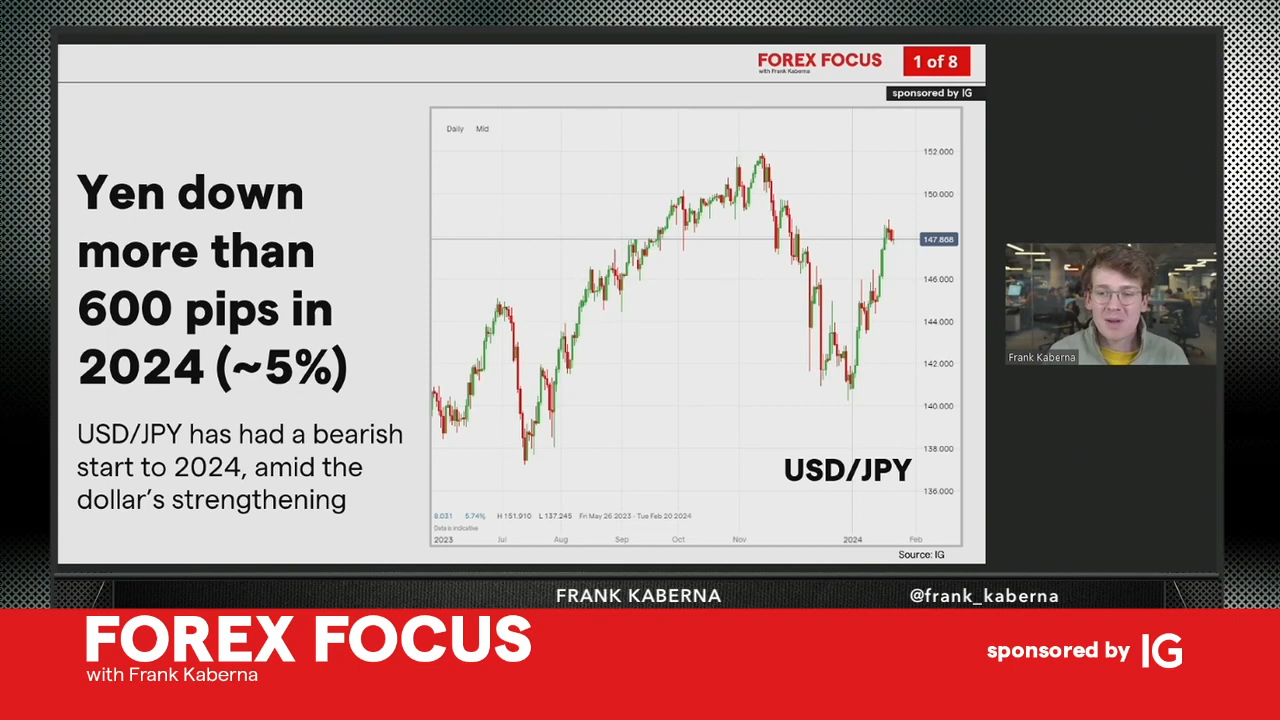 FOREX FOCUS
with Frank Kaberna
1 of 8
sponsored by IG
Yen down
more than
600 pips in
2024 (~5%)
USD/JPY has had a bearish
start to 2024, amid the
dollar's strengthening
Daily Mid
152.000
150.000
147.868
146.000
144.000
142.000
140.000
138.000
136.000
USD/JPY
8.031 5.74% H 151.910 L 137.245 Fri May 26 2023 - Tue Feb 20 2024
Data is indicative
2023 Jul Aug Sep Oct Nov 2024 Feb
Source: IG
Frank Kaberna
FRANK KABERNA
@frank_kaberna
FOREX FOCUS
with Frank Kaberna
sponsored by IG